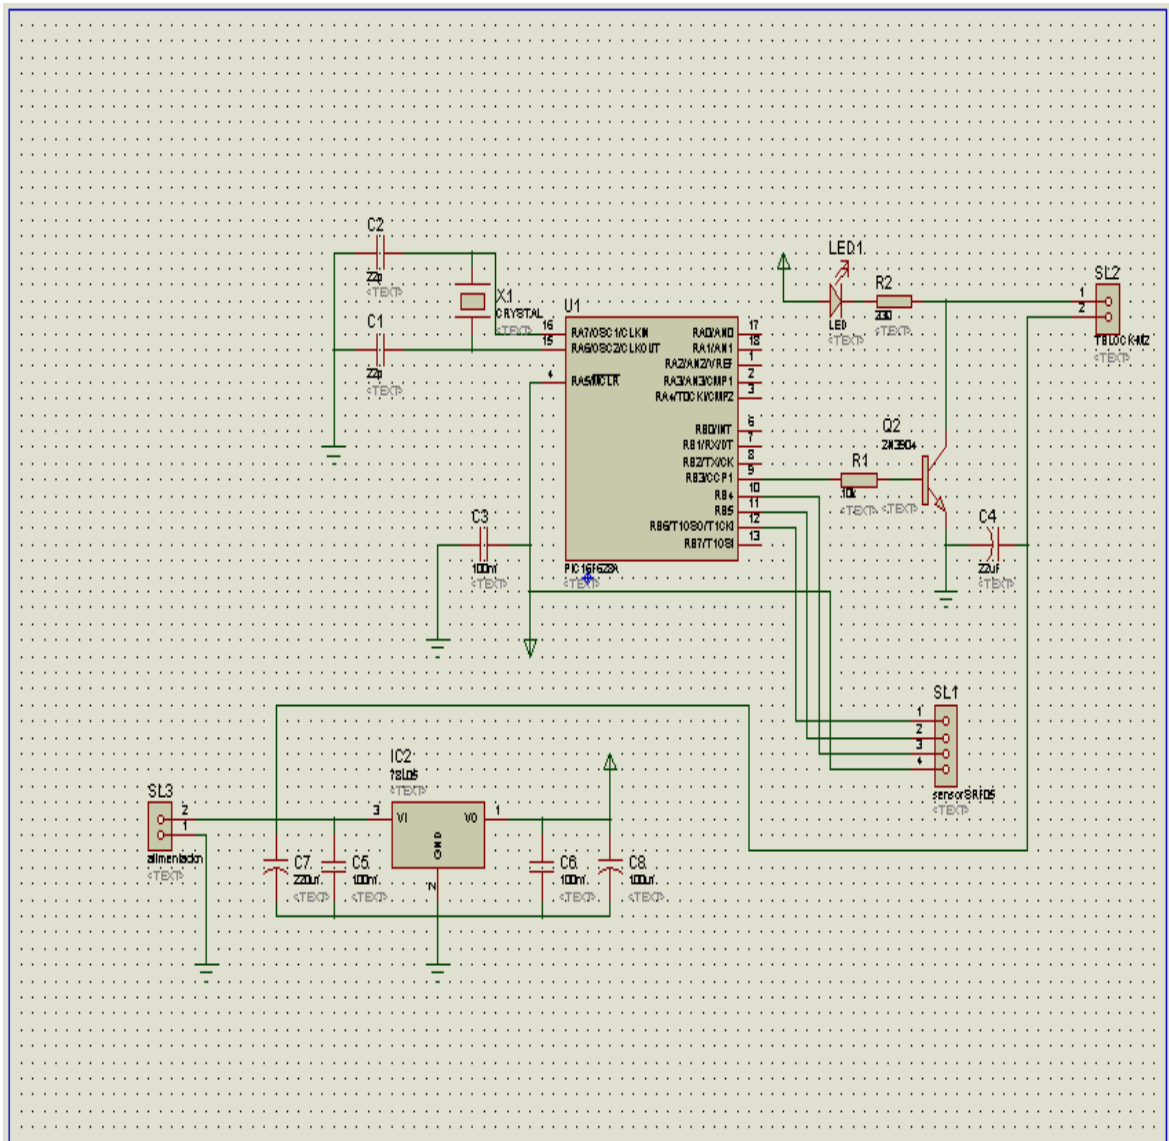 C2
22p
<TEXT>
X1
CRYSTAL
<TEXT>
C1
22p
<TEXT>
U1
16
RA7/OSC1/CLKIN
15
RA6/OSC2/CLKOUT
4
RA5/MCLR
RA0/AN0
17
RA1/AN1
18
RA2/AN2/VREF
1
RA3/AN3/CMP1
2
RA4/T0CKI/CMP2
3
RB0/INT
6
RB1/RX/DT
7
RB2/TX/CK
8
RB3/CCP1
9
RB4
10
RB5
11
RB6/T1OSO/T1CKI
12
RB7/T1OSI
13
PIC16F628A
<TEXT>
LED1
LED
<TEXT>
R2
330
<TEXT>
SL2
1
2
TBLOCK-M2
<TEXT>
Q2
2N3904
<TEXT>
R1
10k
<TEXT>
C3
100nf
<TEXT>
C4
22uF
<TEXT>
SL1
1
2
3
4
sensorSRF05
<TEXT>
SL3
2
1
alimentacion
<TEXT>
IC2
78L05
<TEXT>
3
VI
VO
1
GND
2
C7
220uf
<TEXT>
C5
100nf
<TEXT>
C6
100nf
<TEXT>
C8
100uf
<TEXT>